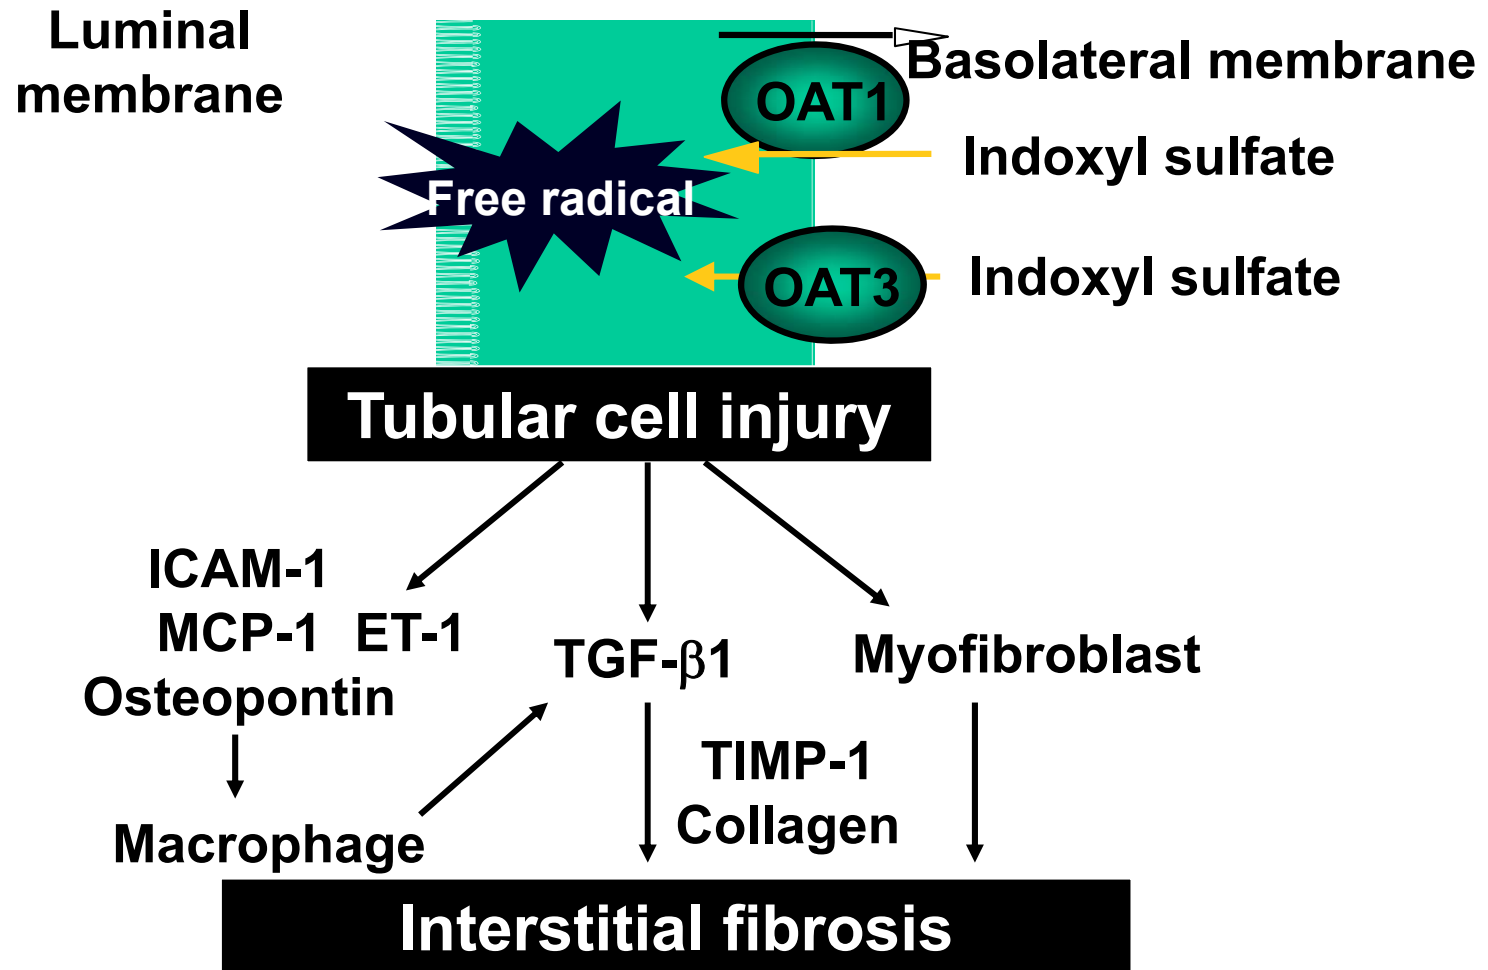 Luminal
membrane
Basolateral membrane
OAT1
Indoxyl sulfate
Free radical
OAT3
Indoxyl sulfate
Tubular cell injury
ICAM-1
MCP-1 ET-1
Osteopontin
TGF-β1
Myofibroblast
TIMP-1
Collagen
Macrophage
Interstitial fibrosis